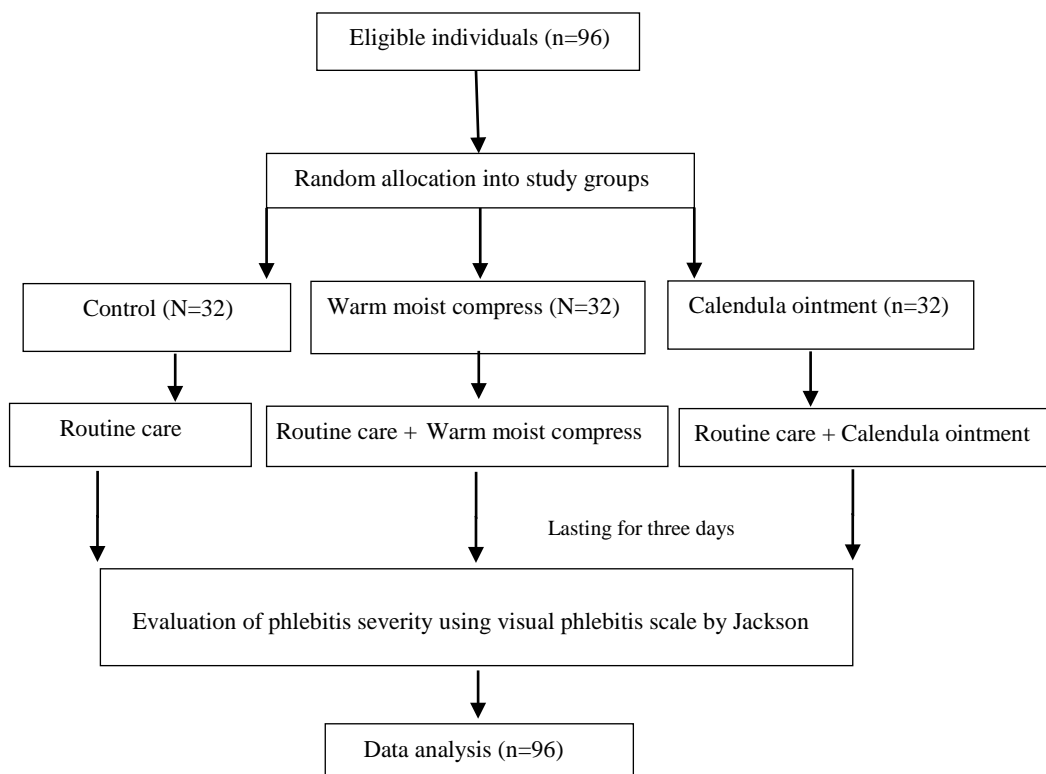 Eligible individuals (n=96)
Random allocation into study groups
Control (N=32)
Warm moist compress (N=32)
Calendula ointment (n=32)
Routine care
Routine care + Warm moist compress
Routine care + Calendula ointment
Lasting for three days
Evaluation of phlebitis severity using visual phlebitis scale by Jackson
Data analysis (n=96)